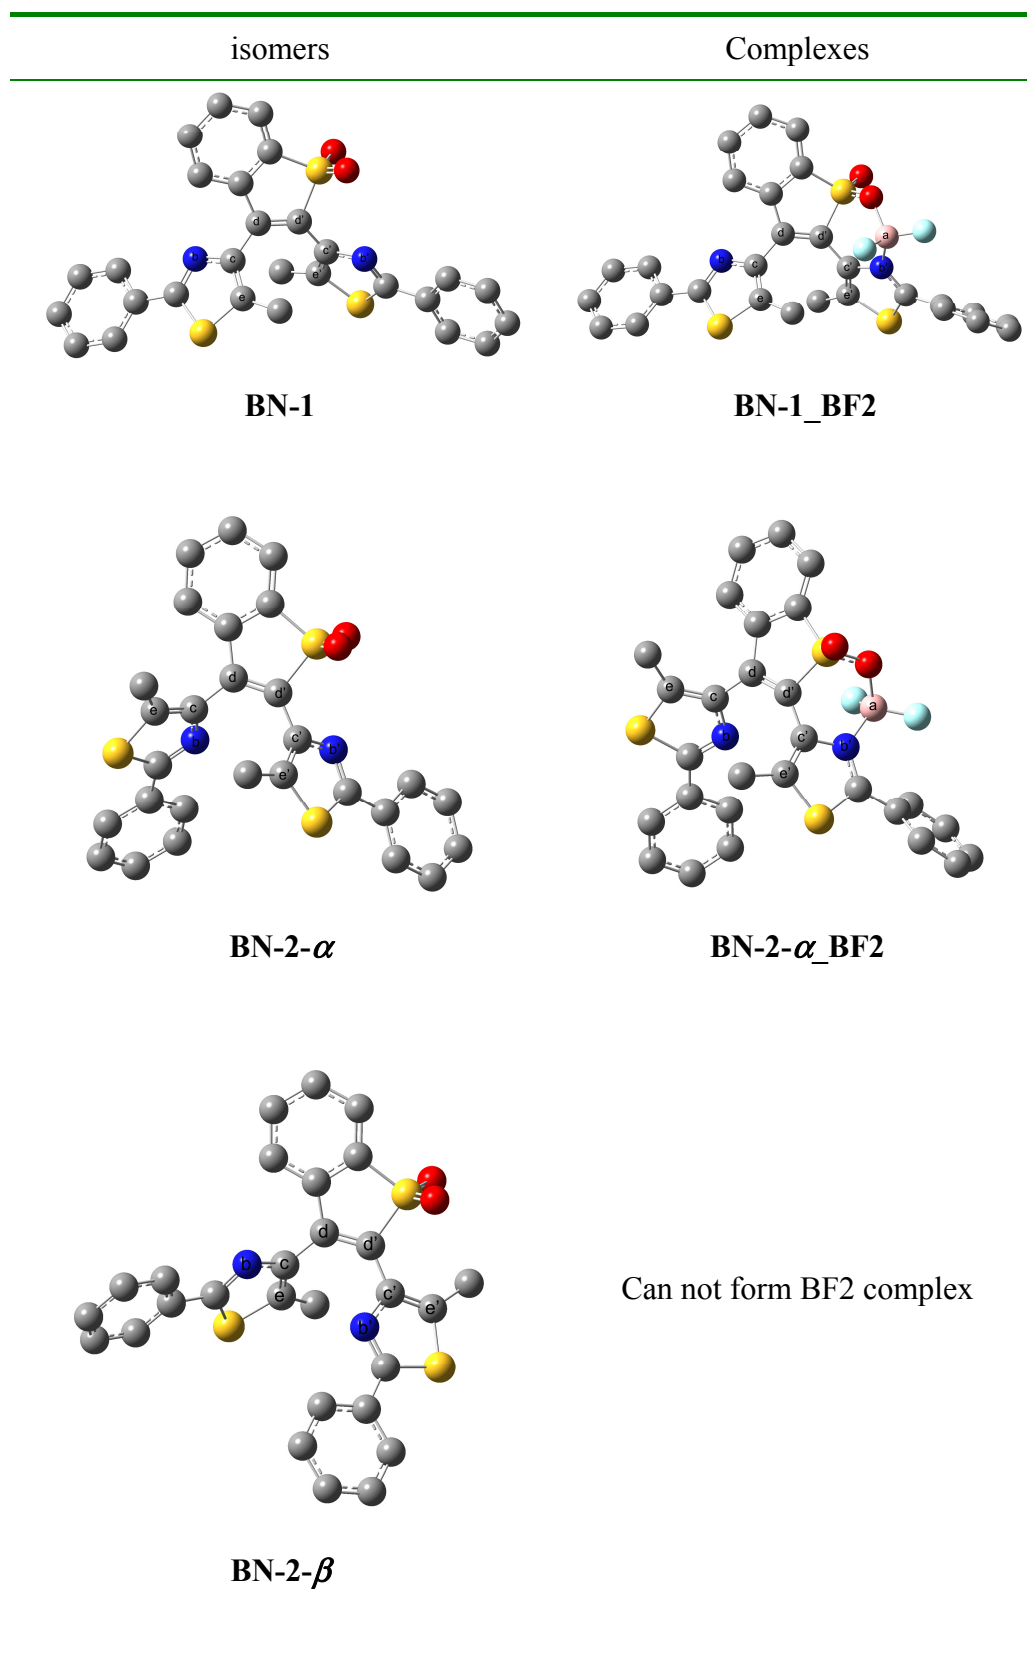 isomers Complexes
d d'
b c c' b'
e e'
d d'
a
b c c' b'
e e'
BN-1 BN-1_BF2
d
d'
e c
b c' b'
e'
d
e d'
c a
b c' b'
e'
BN-2-α BN-2-α_BF2
d
d'
b c
e c' e'
b'
Can not form BF2 complex
BN-2-β